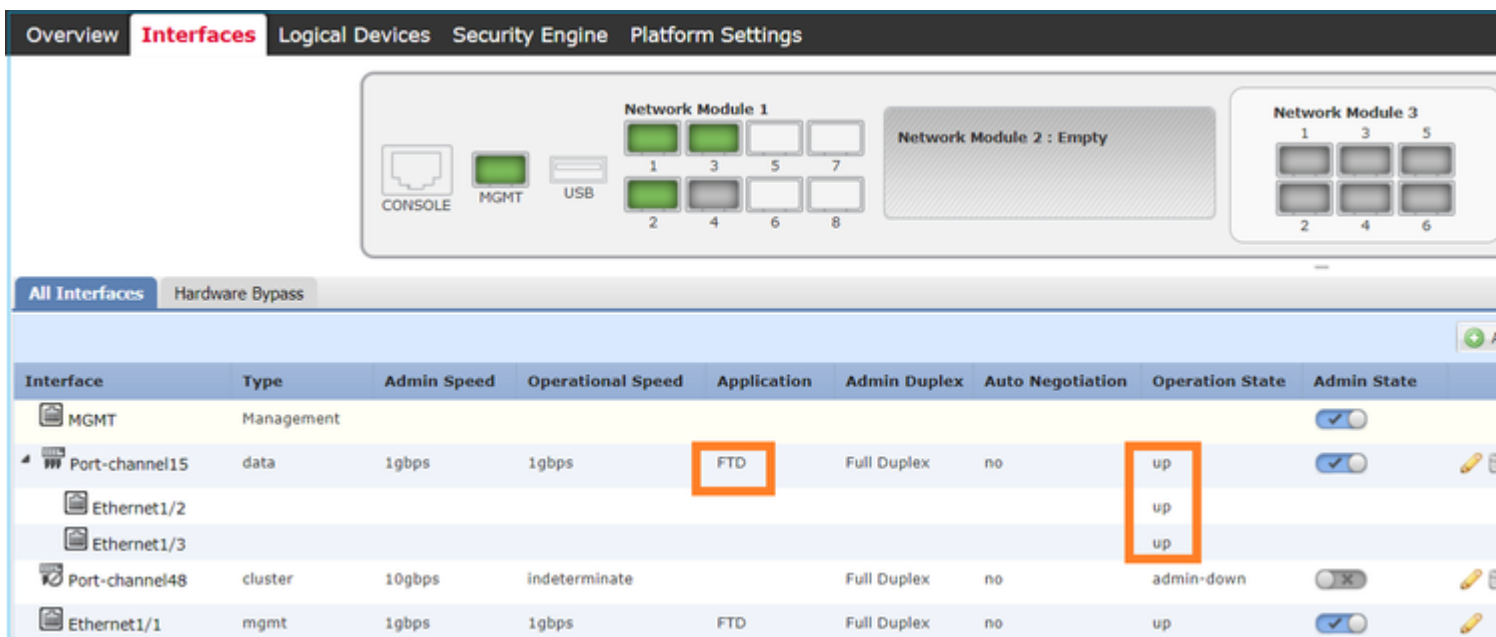 Overview Interfaces Logical Devices Security Engine Platform Settings
Network Module 1
1 3 5 7
2 4 6 8
CONSOLE MGMT USB
Network Module 2 : Empty
Network Module 3
1 3 5
2 4 6
All Interfaces Hardware Bypass
Interface Type Admin Speed Operational Speed Application Admin Duplex Auto Negotiation Operation State Admin State
MGMT Management
Port-channel15 data 1gbps 1gbps FTD Full Duplex no up
Ethernet1/2 up
Ethernet1/3 up
Port-channel48 cluster 10gbps indeterminate Full Duplex no admin-down
Ethernet1/1 mgmt 1gbps 1gbps FTD Full Duplex no up